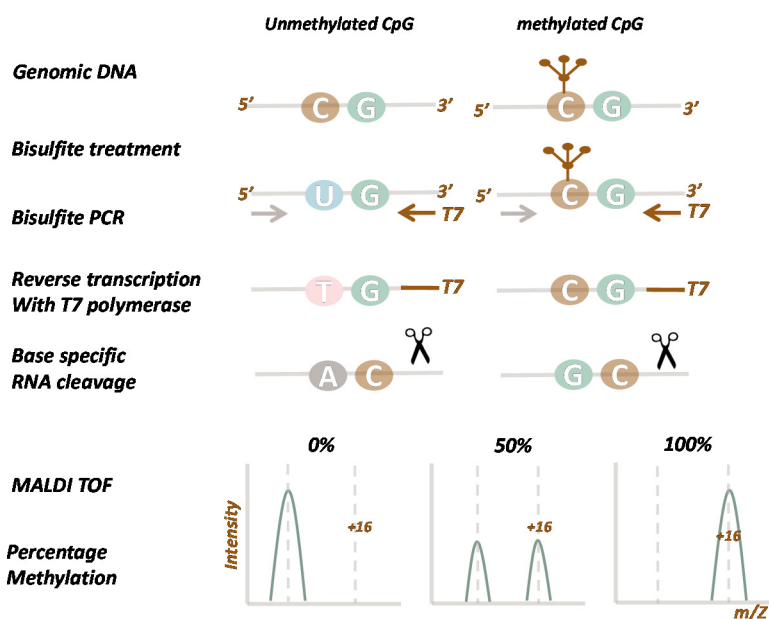 Unmethylated CpG methylated CpG
Genomic DNA
5’ C G 3’ 5’ C G 3’
Bisulfite treatment
5’ U G 3’ 5’ C G 3’
Bisulfite PCR
T7 T7
Reverse transcription
With T7 polymerase
T G T7 C G T7
Base specific
RNA cleavage
A C G C
0% 50% 100%
MALDI TOF
Intensity
+16 +16 +16
Percentage
Methylation
m/Z